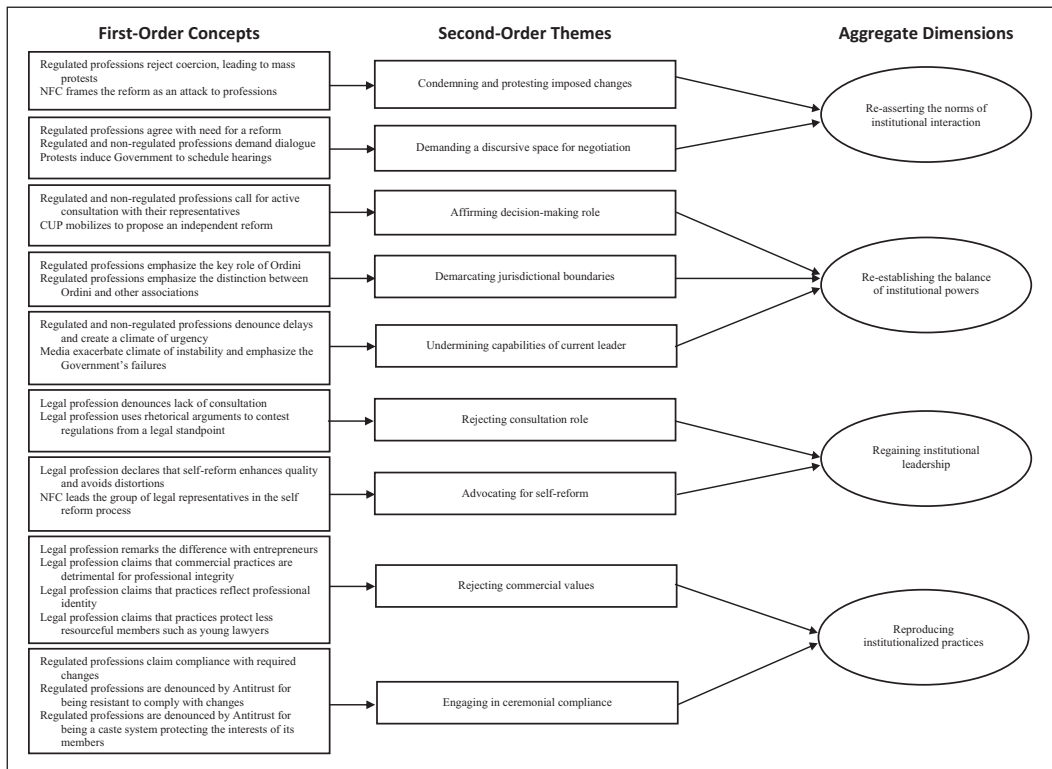 First-Order Concepts
Second-Order Themes
Aggregate Dimensions
Regulated professions reject coercion, leading to mass
protests
NFC frames the reform as an attack to professions
Condemning and protesting imposed changes
Re-asserting the norms of
institutional interaction
Regulated professions agree with need for a reform
Regulated and non-regulated professions demand dialogue
Protests induce Government to schedule hearings
Demanding a discursive space for negotiation
Regulated and non-regulated professions call for active
consultation with their representatives
CUP mobilizes to propose an independent reform
Affirming decision-making role
Regulated professions emphasize the key role of Ordini
Regulated professions emphasize the distinction between
Ordini and other associations
Demarcating jurisdictional boundaries
Re-establishing the balance
of institutional powers
Regulated and non-regulated professions denounce delays
and create a climate of urgency
Media exacerbate climate of instability and emphasize the
Government's failures
Undermining capabilities of current leader
Legal profession denounces lack of consultation
Legal profession uses rhetorical arguments to contest
regulations from a legal standpoint
Rejecting consultation role
Regaining institutional
leadership
Legal profession declares that self-reform enhances quality
and avoids distortions
NFC leads the group of legal representatives in the self
reform process
Advocating for self-reform
Legal profession remarks the difference with entrepreneurs
Legal profession claims that commercial practices are
detrimental for professional integrity
Legal profession claims that practices reflect professional
identity
Legal profession claims that practices protect less
resourceful members such as young lawyers
Rejecting commercial values
Reproducing
institutionalized practices
Regulated professions claim compliance with required
changes
Regulated professions are denounced by Antitrust for
being resistant to comply with changes
Regulated professions are denounced by Antitrust for
being a caste system protecting the interests of its
members
Engaging in ceremonial compliance